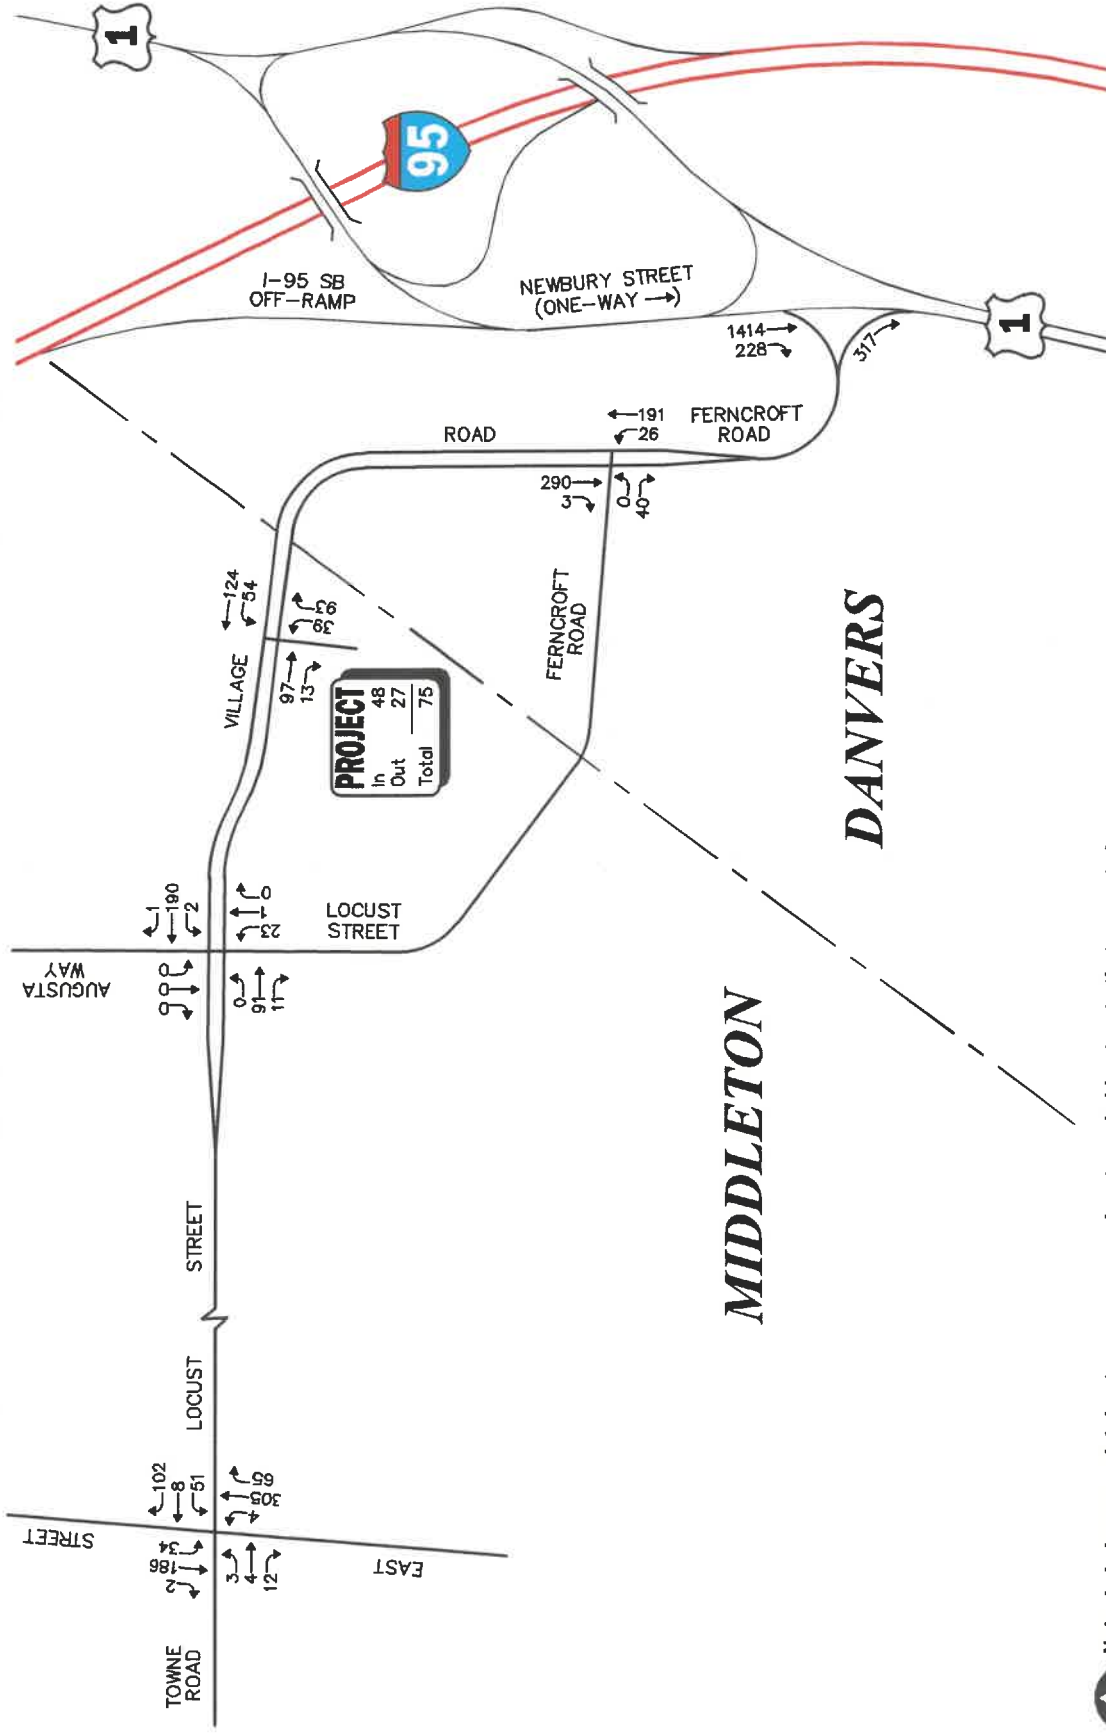 1
95
I-95 SB
OFF-RAMP
NEWBURY STREET
(ONE-WAY →)
1414
228
317
1
ROAD
FERNCROFT
ROAD
191
26
290
3
0
40
124
54
VILLAGE
93
39
97
13
PROJECT
In 48
Out 27
Total 75
FERNCROFT
ROAD
DANVERS
1
190
2
0
1
23
LOCUST
STREET
AUGUSTA
WAY
0
0
0
0
91
11
MIDDLETON
STREET
LOCUST
102
8
51
65
305
4
STREET
34
186
2
3
4
12
EAST
TOWNE
ROAD